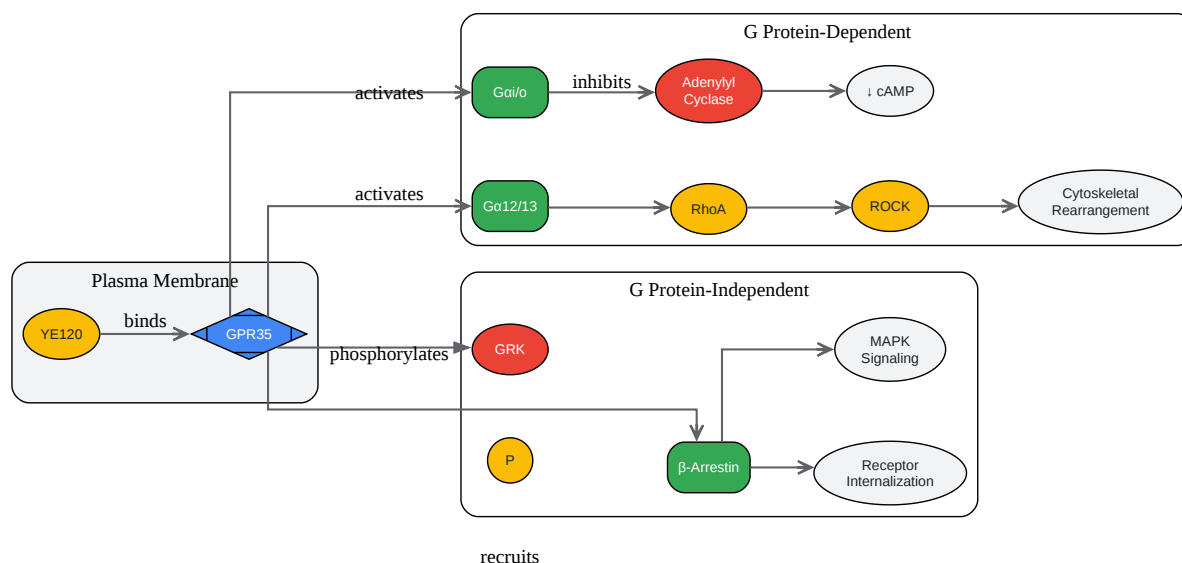 G Protein-Dependent
activates
Gαi/o
inhibits
Adenylyl
Cyclase
↓ cAMP
activates
Gα12/13
RhoA
ROCK
Cytoskeletal
Rearrangement
Plasma Membrane
YE120
binds
GPR35
G Protein-Independent
phosphorylates
GRK
MAPK
Signaling
P
β-Arrestin
Receptor
Internalization
recruits